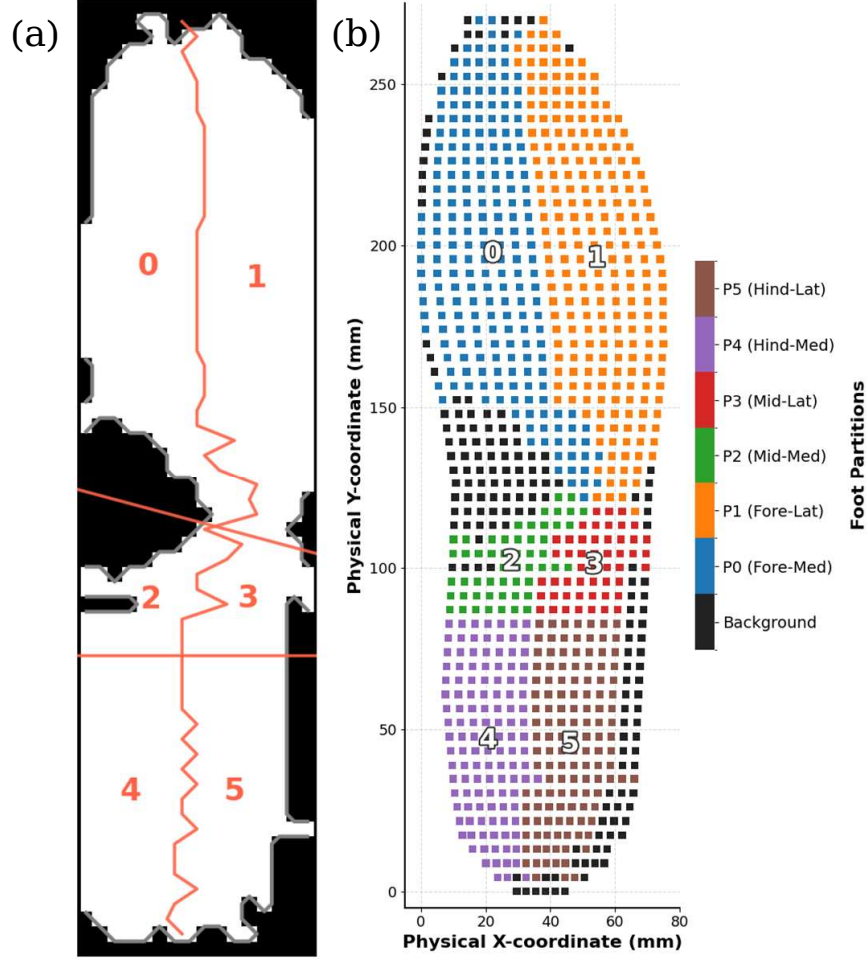 (a)
0
1
2
3
4
5
(b)
Physical Y-coordinate (mm)
250
200
150
100
50
0
0
1
2
3
4
5
0
20
40
60
80
Physical X-coordinate (mm)
P5 (Hind-Lat)
P4 (Hind-Med)
P3 (Mid-Lat)
P2 (Mid-Med)
P1 (Fore-Lat)
P0 (Fore-Med)
Background
Foot Partitions